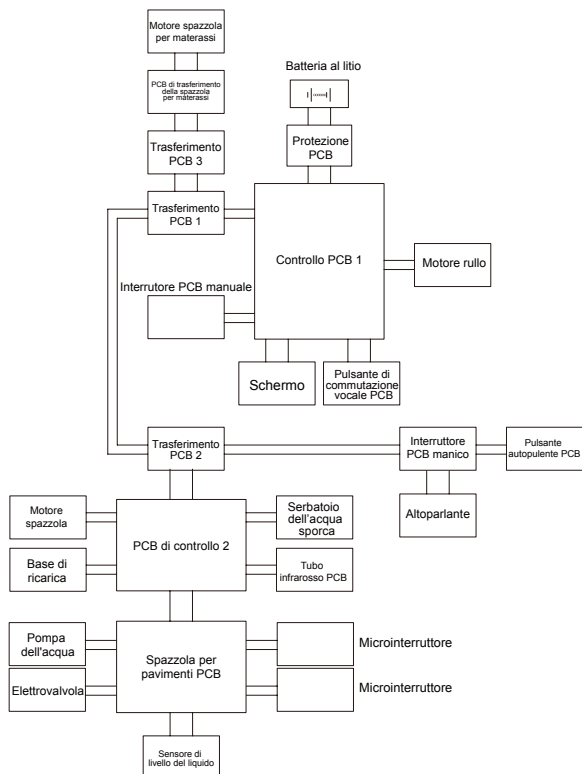 Motore spazzola
per materassi
Batteria al litio
PCB di trasferimento
della spazzola
per materassi
Protezione
PCB
Trasferimento
PCB 3
Trasferimento
PCB 1
Controllo PCB 1
Motore rullo
Interrutore PCB manuale
Schermo
Pulsante di
commutazione
vocale PCB
Trasferimento
PCB 2
Interruttore
PCB manico
Pulsante
autopulente PCB
Altoparlante
Motore
spazzola
PCB di controllo 2
Serbatoio
dell'acqua
sporca
Base di
ricarica
Tubo
infrarosso PCB
Pompa
dell'acqua
Spazzola per
pavimenti PCB
Microinterruttore
Elettrovalvola
Microinterruttore
Sensore di
livello del liquido